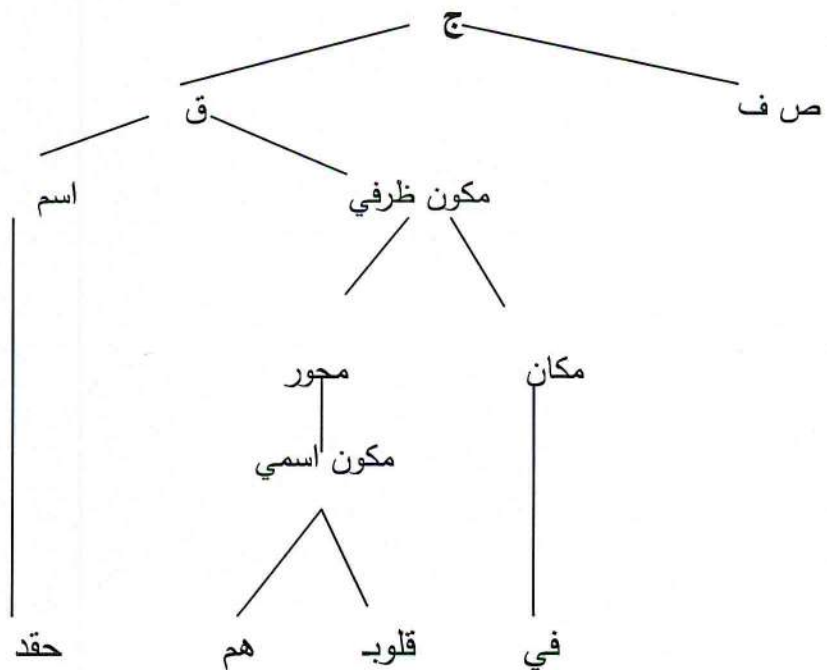 ج
ص ف ق
مكون ظرفي اسم
مكان محور
مكون اسمي
في قلوبـ هم حقد